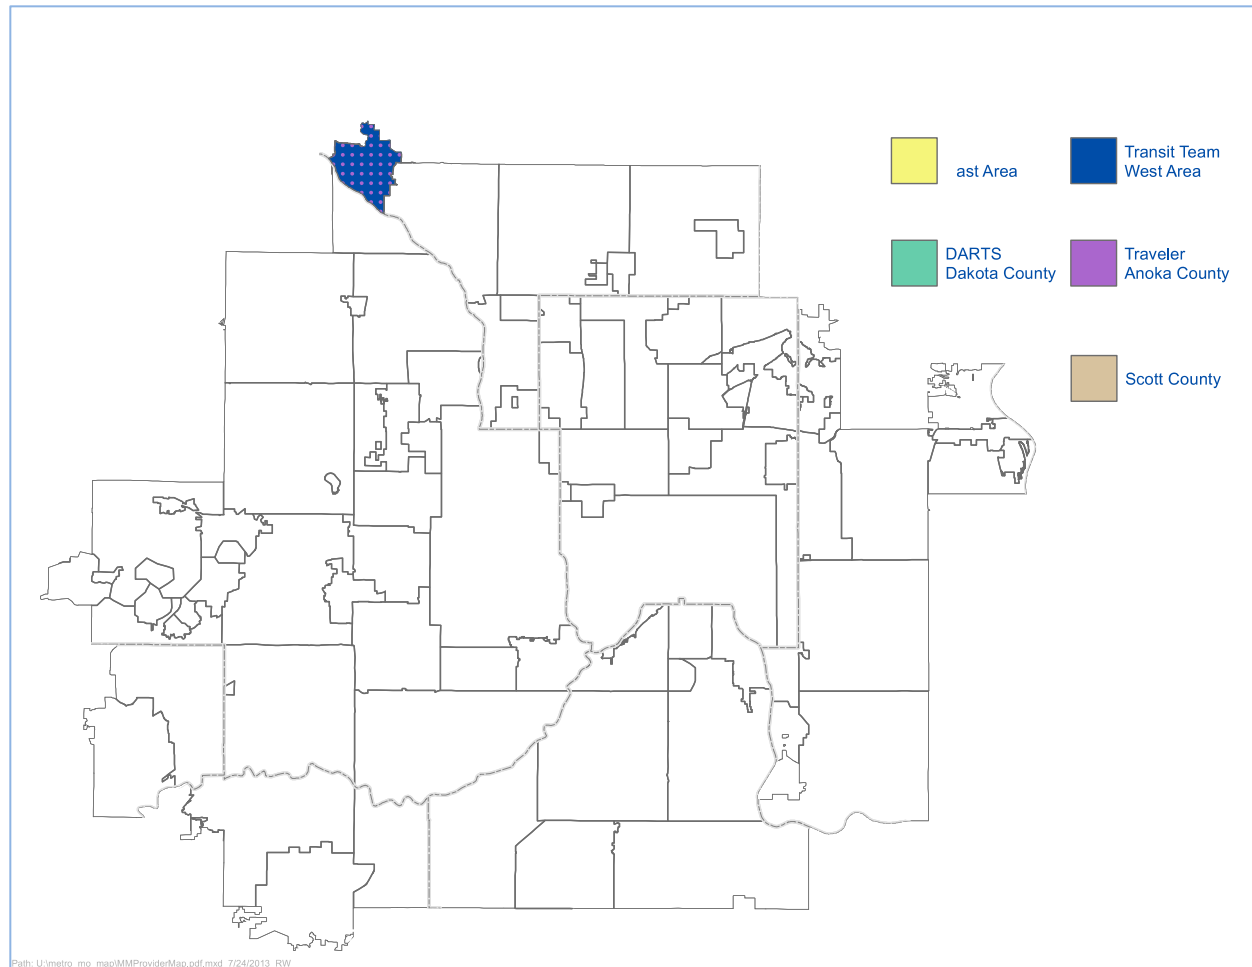 ast Area
Transit Team
West Area
DARTS
Dakota County
Traveler
Anoka County
Scott County
Path: U:\metro_mo_map\MMProviderMap.pdf.mxd 7/24/2013 RW